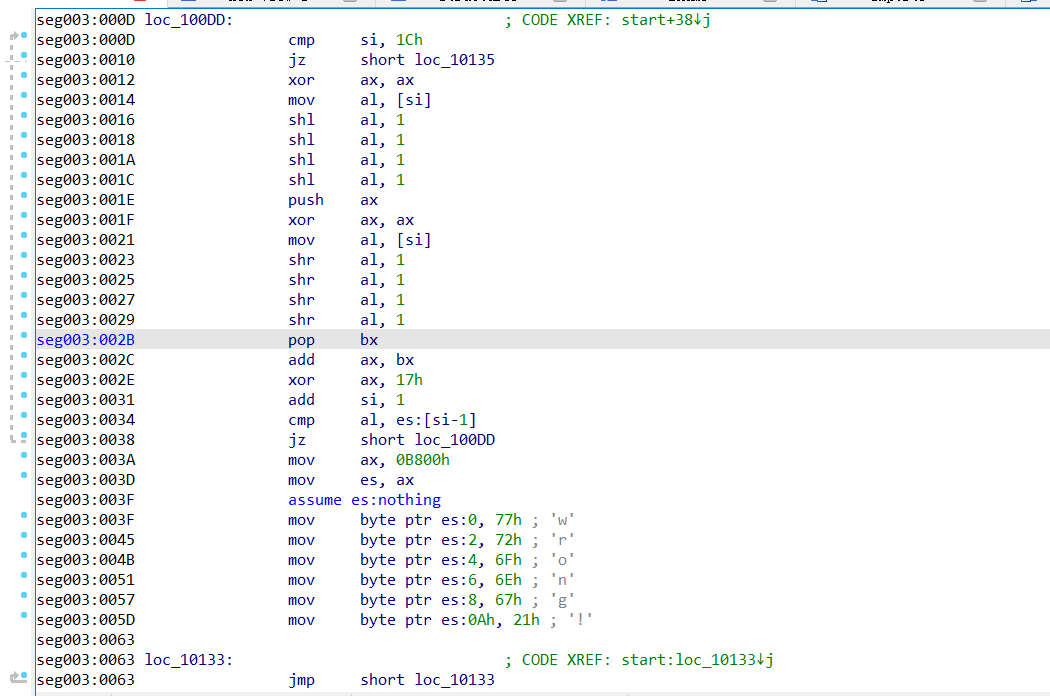 seg003:000D loc_100DD: ; CODE XREF: start+38↓j
seg003:000D cmp si, 1Ch
seg003:0010 jz short loc_10135
seg003:0012 xor ax, ax
seg003:0014 mov al, [si]
seg003:0016 shl al, 1
seg003:0018 shl al, 1
seg003:001A shl al, 1
seg003:001C shl al, 1
seg003:001E push ax
seg003:001F xor ax, ax
seg003:0021 mov al, [si]
seg003:0023 shr al, 1
seg003:0025 shr al, 1
seg003:0027 shr al, 1
seg003:0029 shr al, 1
seg003:002B pop bx
seg003:002C add ax, bx
seg003:002E xor ax, 17h
seg003:0031 add si, 1
seg003:0034 cmp al, es:[si-1]
seg003:0038 jz short loc_100DD
seg003:003A mov ax, 0B800h
seg003:003D mov es, ax
seg003:003F assume es:nothing
seg003:003F mov byte ptr es:0, 77h ; 'w'
seg003:0045 mov byte ptr es:2, 72h ; 'r'
seg003:004B mov byte ptr es:4, 6Fh ; 'o'
seg003:0051 mov byte ptr es:6, 6Eh ; 'n'
seg003:0057 mov byte ptr es:8, 67h ; 'g'
seg003:005D mov byte ptr es:0Ah, 21h ; '!'
seg003:0063
seg003:0063 loc_10133: ; CODE XREF: start:loc_10133↓j
seg003:0063 jmp short loc_10133